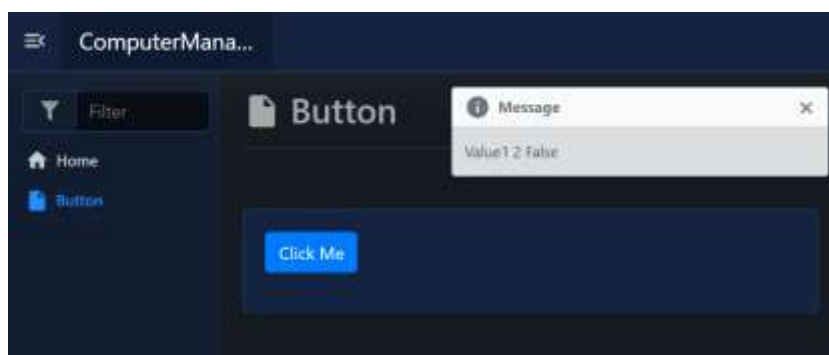 ComputerMana...
Filter
Home
Button
Button
Message
Value1 2 False
Click Me